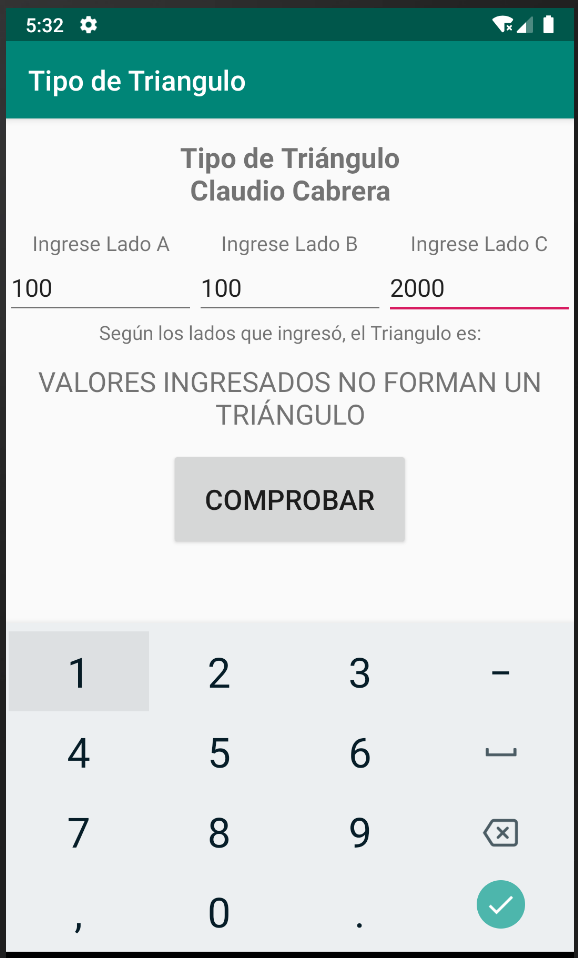 5:32
Tipo de Triangulo
Tipo de Triángulo
Claudio Cabrera
Ingrese Lado A Ingrese Lado B Ingrese Lado C
100 100 2000
Según los lados que ingresó, el Triangulo es:
VALORES INGRESADOS NO FORMAN UN
TRIÁNGULO
COMPROBAR
1 2 3 -
4 5 6
7 8 9
, 0 .